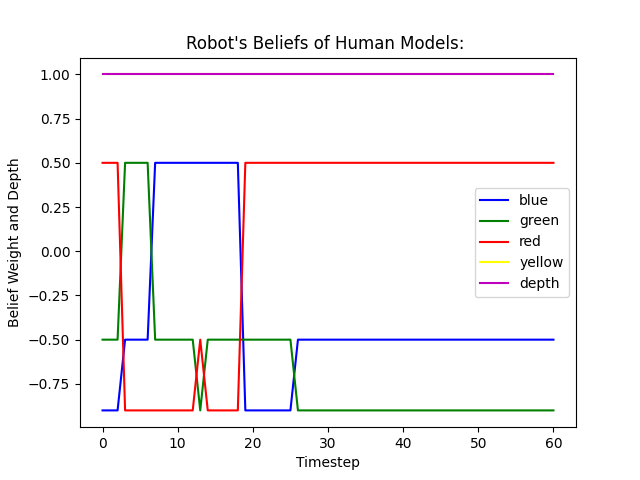 Robot's Beliefs of Human Models:
Belief Weight and Depth
1.00
0.75
0.50
0.25
0.00
−0.25
−0.50
−0.75
blue
green
red
yellow
depth
0 10 20 30 40 50 60
Timestep